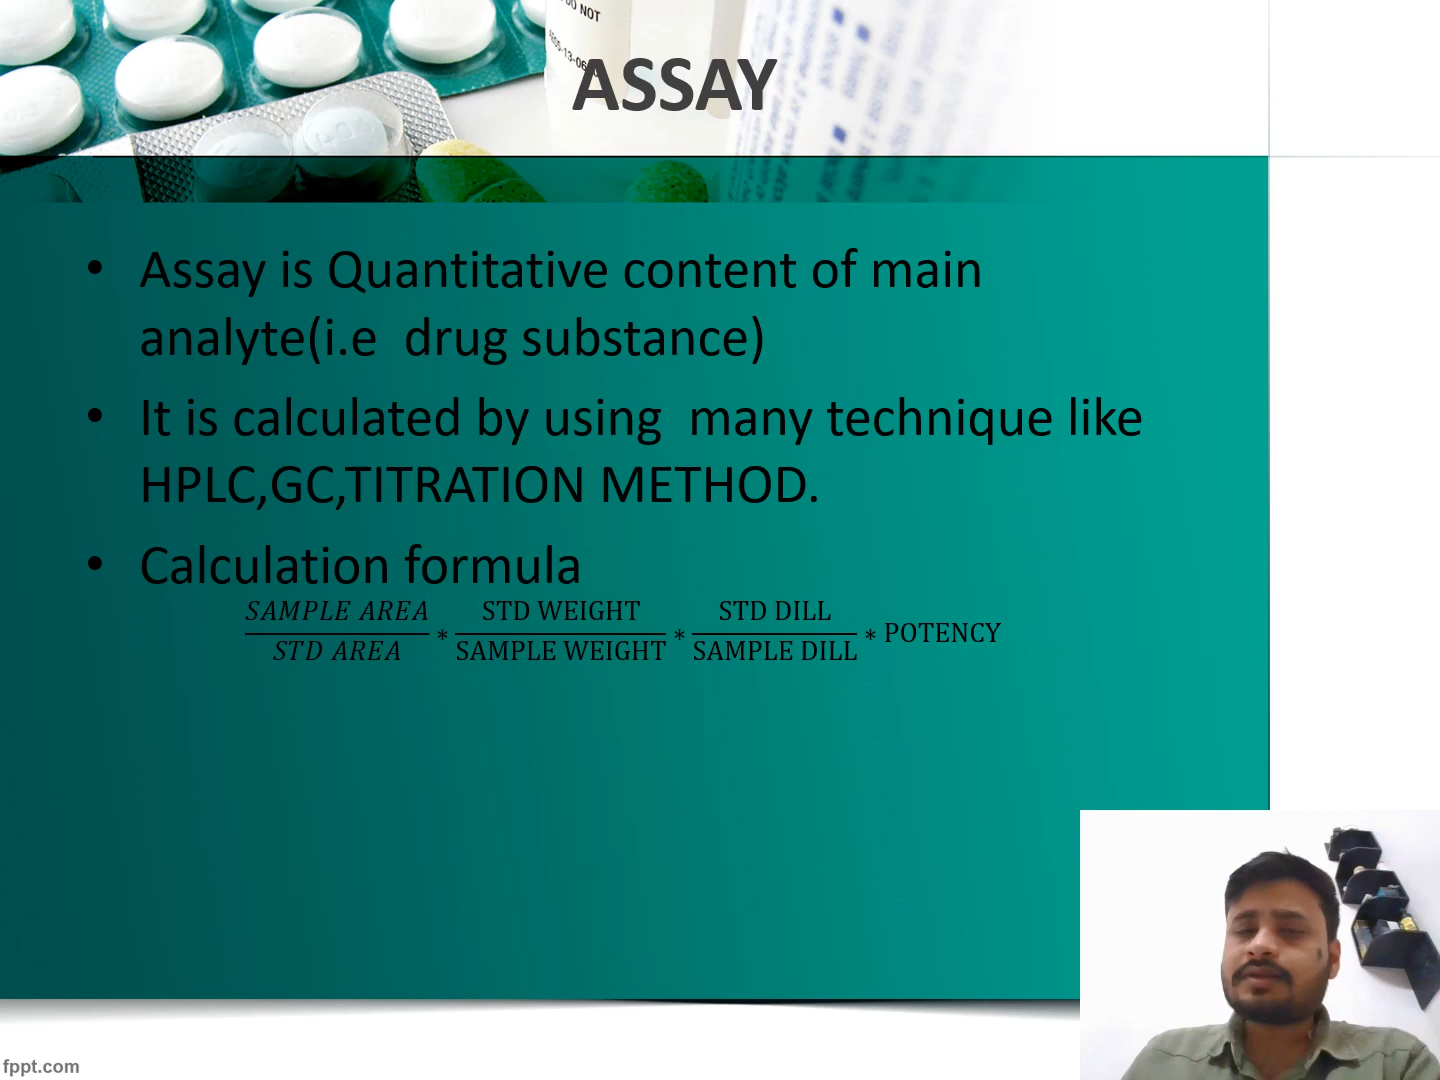 DO NOT
ASSAY
• Assay is Quantitative content of main
analyte(i.e  drug substance)
• It is calculated by using  many technique like
HPLC,GC,TITRATION METHOD.
• Calculation formula
SAMPLE AREA STD WEIGHT STD DILL
STD AREA * SAMPLE WEIGHT * SAMPLE DILL * POTENCY
fppt.com